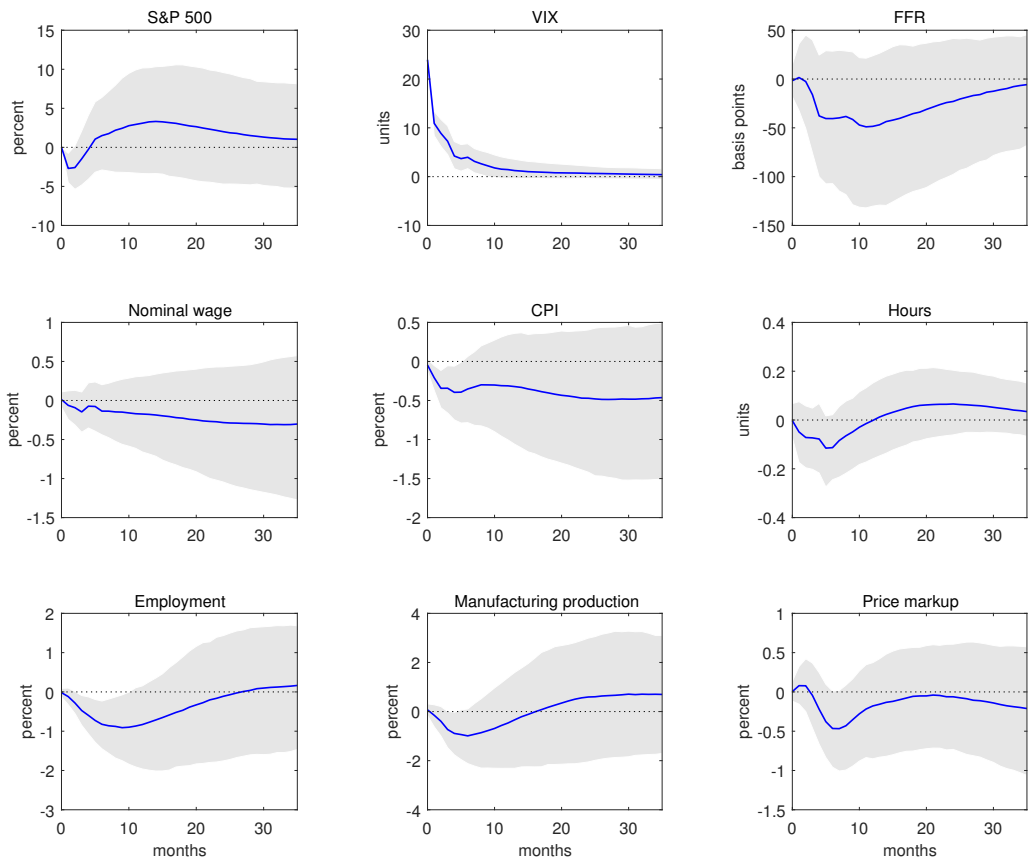 S&P 500
15
10
5
0
-5
-10
percent
0 10 20 30
VIX
30
20
10
0
-10
units
0 10 20 30
FFR
50
0
-50
-100
-150
basis points
0 10 20 30
Nominal wage
1
0.5
0
-0.5
-1
-1.5
percent
0 10 20 30
CPI
0.5
0
-0.5
-1
-1.5
-2
percent
0 10 20 30
Hours
0.4
0.2
0
-0.2
-0.4
units
0 10 20 30
Employment
2
1
0
-1
-2
-3
percent
0 10 20 30
months
Manufacturing production
4
2
0
-2
-4
percent
0 10 20 30
months
Price markup
1
0.5
0
-0.5
-1
-1.5
percent
0 10 20 30
months